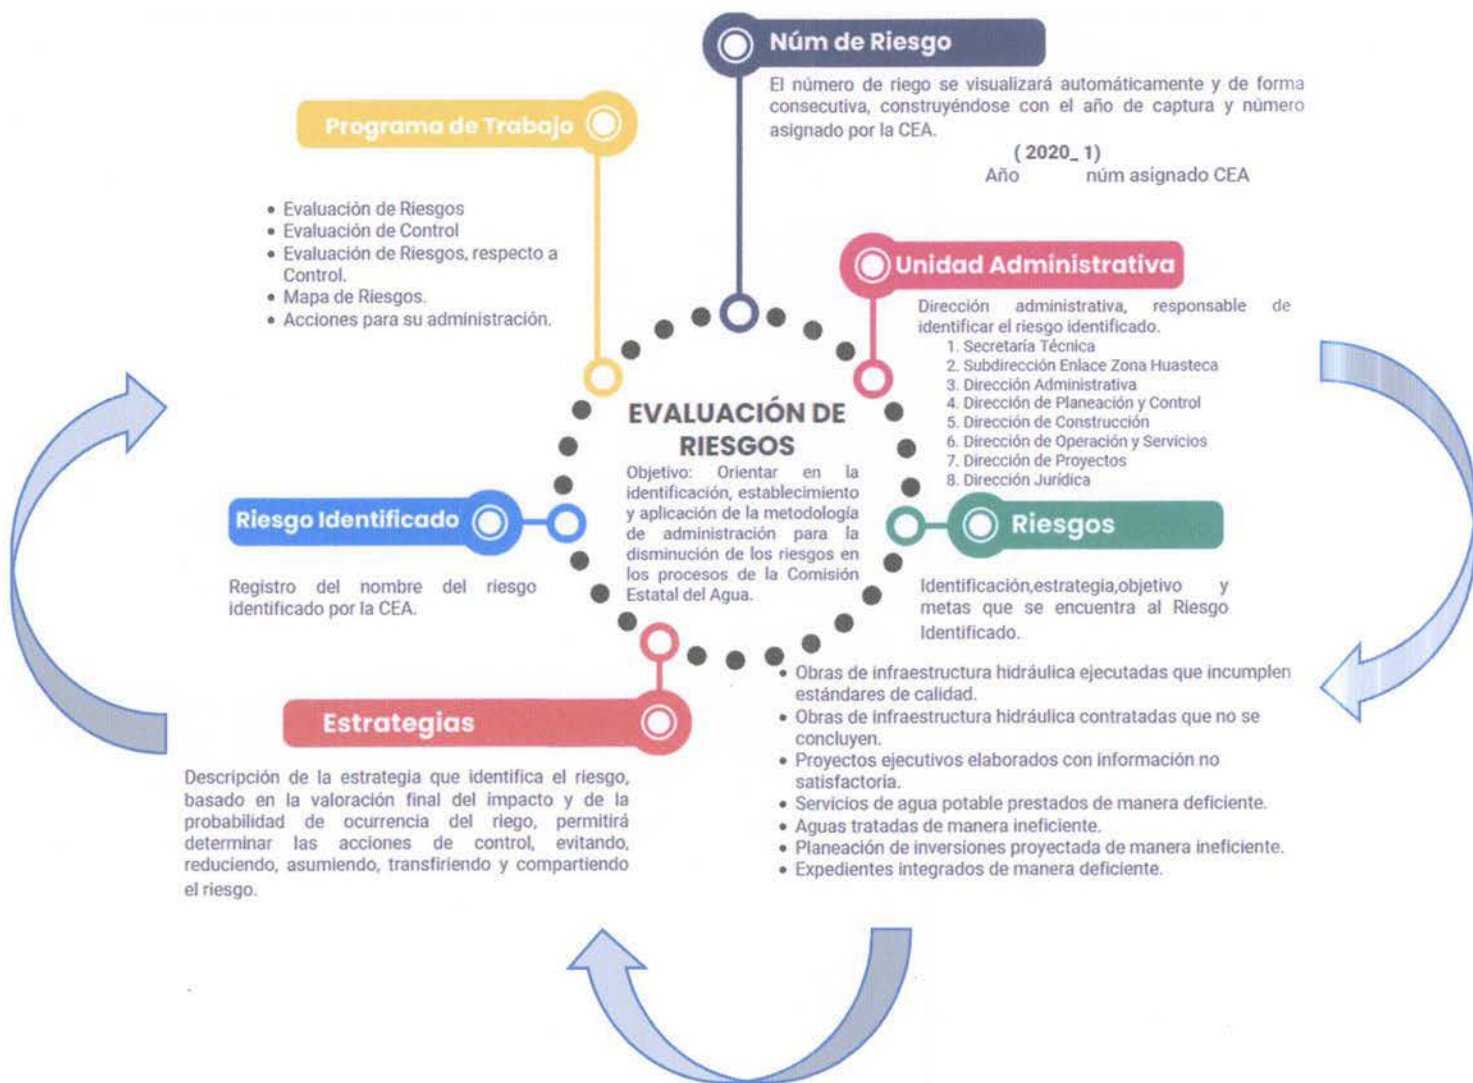 Núm de Riesgo
El número de riego se visualizará automáticamente y de forma
consecutiva, construyéndose con el año de captura y número
asignado por la CEA.
( 2020_ 1)
Año núm asignado CEA
Unidad Administrativa
Dirección administrativa, responsable de
identificar el riesgo identificado.
1. Secretaría Técnica
2. Subdirección Enlace Zona Huasteca
3. Dirección Administrativa
4. Dirección de Planeación y Control
5. Dirección de Construcción
6. Dirección de Operación y Servicios
7. Dirección de Proyectos
8. Dirección Jurídica
Riesgos
Identificación,estrategia,objetivo y
metas que se encuentra al Riesgo
Identificado.
• Obras de infraestructura hidráulica ejecutadas que incumplen
estándares de calidad.
• Obras de infraestructura hidráulica contratadas que no se
concluyen.
• Proyectos ejecutivos elaborados con información no
satisfactoria.
• Servicios de agua potable prestados de manera deficiente.
• Aguas tratadas de manera ineficiente.
• Planeación de inversiones proyectada de manera ineficiente.
• Expedientes integrados de manera deficiente.
Estrategias
Descripción de la estrategia que identifica el riesgo,
basado en la valoración final del impacto y de la
probabilidad de ocurrencia del riego, permitirá
determinar las acciones de control, evitando,
reduciendo, asumiendo, transfiriendo y compartiendo
el riesgo.
Riesgo Identificado
Registro del nombre del riesgo
identificado por la CEA.
Programa de Trabajo
• Evaluación de Riesgos
• Evaluación de Control
• Evaluación de Riesgos, respecto a
Control.
• Mapa de Riesgos.
• Acciones para su administración.
EVALUACIÓN DE
RIESGOS
Objetivo: Orientar en la
identificación, establecimiento
y aplicación de la metodología
de administración para la
disminución de los riesgos en
los procesos de la Comisión
Estatal del Agua.